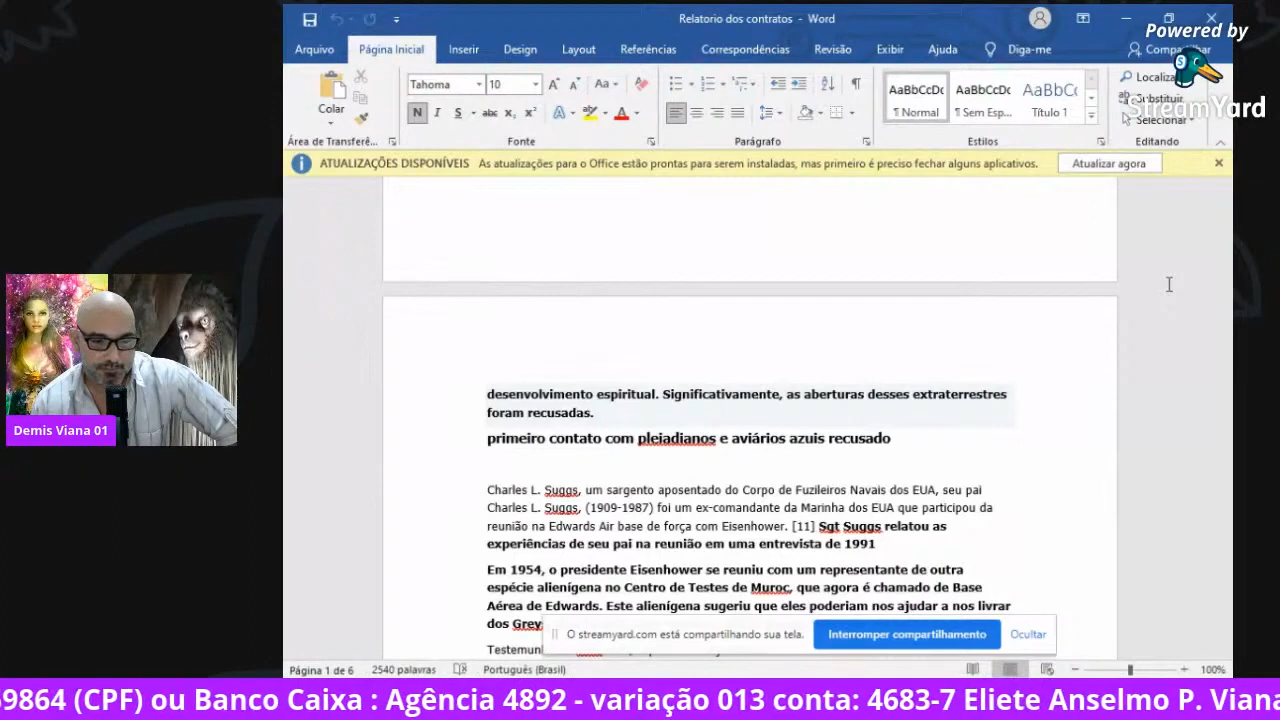 Relatorio dos contratos - Word
Powered by
StreamYard
Arquivo Página Inicial Inserir Design Layout Referências Correspondências Revisão Exibir Ajuda Diga-me Compartilhar
Colar
Tahoma 10
Aa
N I S abc x₂ x² A A
AaBbCcDc AaBbCcDc AaBbCc
¶ Normal ¶ Sem Esp... Título 1
Localiza
Substituir
Selecionar
Área de Transferê... Fonte Parágrafo Estilos Editando
ATUALIZAÇÕES DISPONÍVEIS As atualizações para o Office estão prontas para serem instaladas, mas primeiro é preciso fechar alguns aplicativos. Atualizar agora
desenvolvimento espiritual. Significativamente, as aberturas desses extraterrestres
foram recusadas.
primeiro contato com pleiadianos e aviários azuis recusado
Charles L. Suggs, um sargento aposentado do Corpo de Fuzileiros Navais dos EUA, seu pai
Charles L. Suggs, (1909-1987) foi um ex-comandante da Marinha dos EUA que participou da
reunião na Edwards Air base de força com Eisenhower. [11] Sgt Suggs relatou as
experiências de seu pai na reunião em uma entrevista de 1991
Em 1954, o presidente Eisenhower se reuniu com um representante de outra
espécie alienígena no Centro de Testes de Muroc, que agora é chamado de Base
Aérea de Edwards. Este alienígena sugeriu que eles poderiam nos ajudar a nos livrar
dos Greys
O streamyard.com está compartilhando sua tela. Interromper compartilhamento Ocultar
Demis Viana 01
Página 1 de 6 2540 palavras Português (Brasil) 100%
69864 (CPF) ou Banco Caixa : Agência 4892 - variação 013 conta: 4683-7 Eliete Anselmo P. Viana